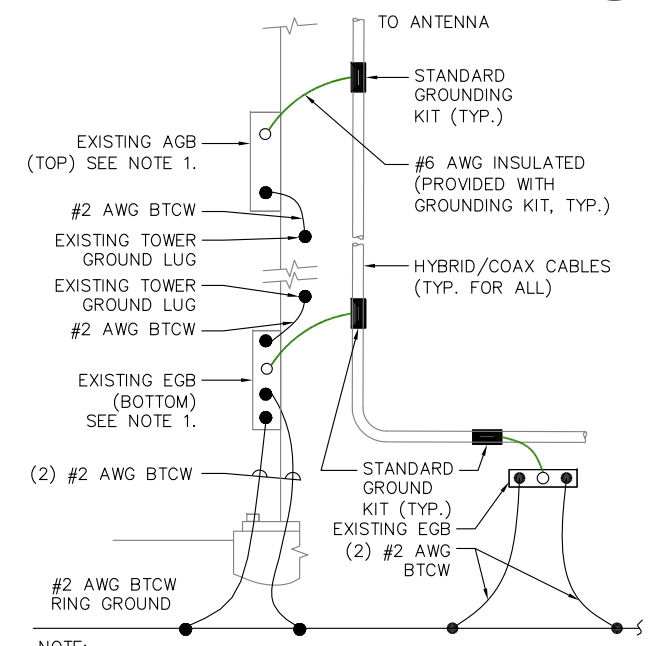 TO ANTENNA
STANDARD
GROUNDING
KIT (TYP.)
EXISTING AGB
(TOP) SEE NOTE 1.
#6 AWG INSULATED
(PROVIDED WITH
GROUNDING KIT, TYP.)
#2 AWG BTCW
EXISTING TOWER
GROUND LUG
HYBRID/COAX CABLES
(TYP. FOR ALL)
EXISTING TOWER
GROUND LUG
#2 AWG BTCW
EXISTING EGB
(BOTTOM)
SEE NOTE 1.
(2) #2 AWG BTCW
STANDARD
GROUND
KIT (TYP.)
EXISTING EGB
(2) #2 AWG
BTCW
#2 AWG BTCW
RING GROUND
NOTE: